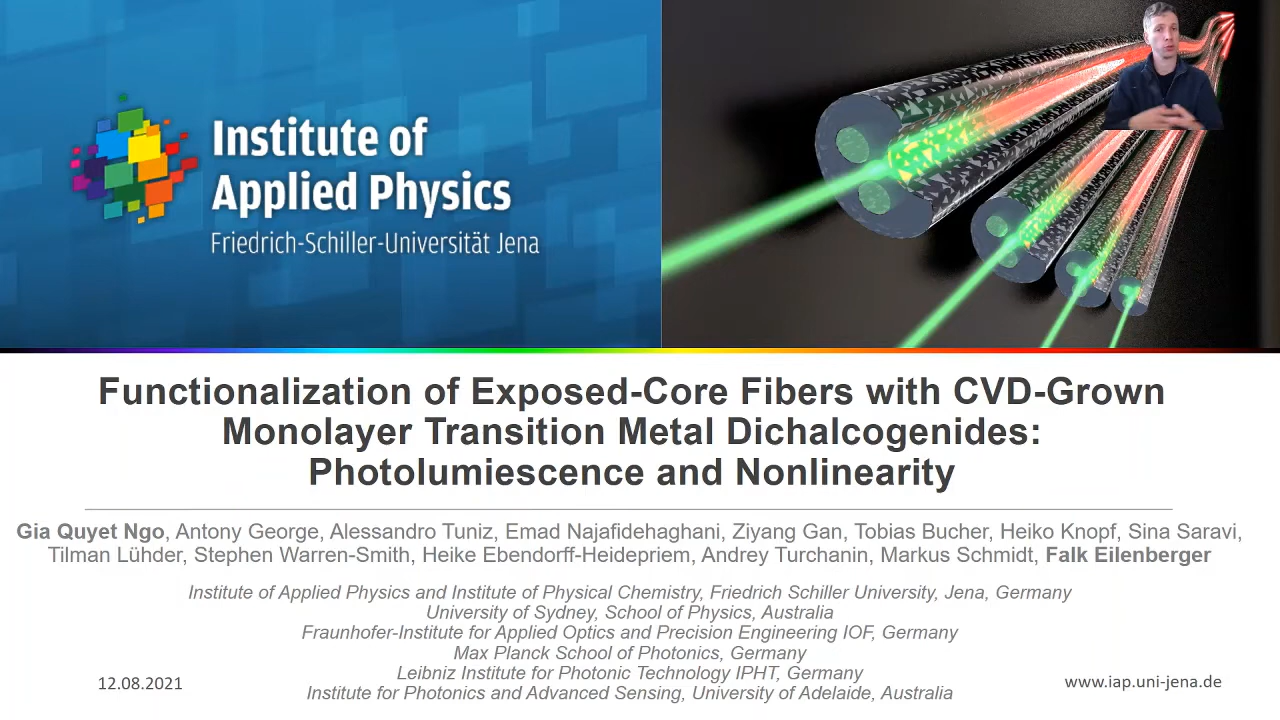 Institute of
Applied Physics
Friedrich-Schiller-Universität Jena
Functionalization of Exposed-Core Fibers with CVD-Grown
Monolayer Transition Metal Dichalcogenides:
Photolumiescence and Nonlinearity
Gia Quyet Ngo, Antony George, Alessandro Tuniz, Emad Najafidehaghani, Ziyang Gan, Tobias Bucher, Heiko Knopf, Sina Saravi,
Tilman Lühder, Stephen Warren-Smith, Heike Ebendorff-Heidepriem, Andrey Turchanin, Markus Schmidt, Falk Eilenberger
Institute of Applied Physics and Institute of Physical Chemistry, Friedrich Schiller University, Jena, Germany
University of Sydney, School of Physics, Australia
Fraunhofer-Institute for Applied Optics and Precision Engineering IOF, Germany
Max Planck School of Photonics, Germany
Leibniz Institute for Photonic Technology IPHT, Germany
Institute for Photonics and Advanced Sensing, University of Adelaide, Australia
12.08.2021
www.iap.uni-jena.de